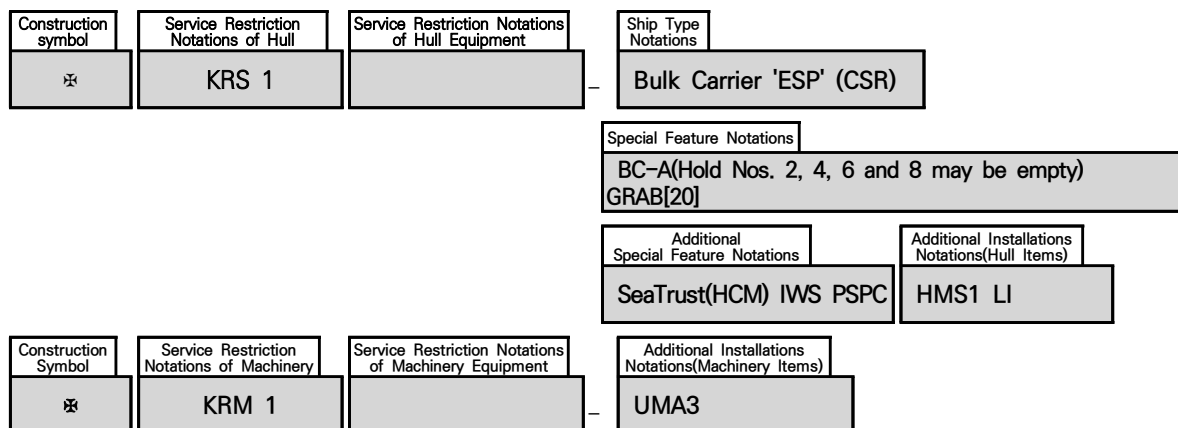 Construction symbol
Service Restriction Notations of Hull
Service Restriction Notations of Hull Equipment
Ship Type Notations
✠ KRS 1 – Bulk Carrier 'ESP' (CSR)
Special Feature Notations
BC-A(Hold Nos. 2, 4, 6 and 8 may be empty)
GRAB[20]
Additional Special Feature Notations
Additional Installations Notations(Hull Items)
SeaTrust(HCM) IWS PSPC
HMS1 LI
Construction Symbol
Service Restriction Notations of Machinery
Service Restriction Notations of Machinery Equipment
Additional Installations Notations(Machinery Items)
✠ KRM 1 – UMA3